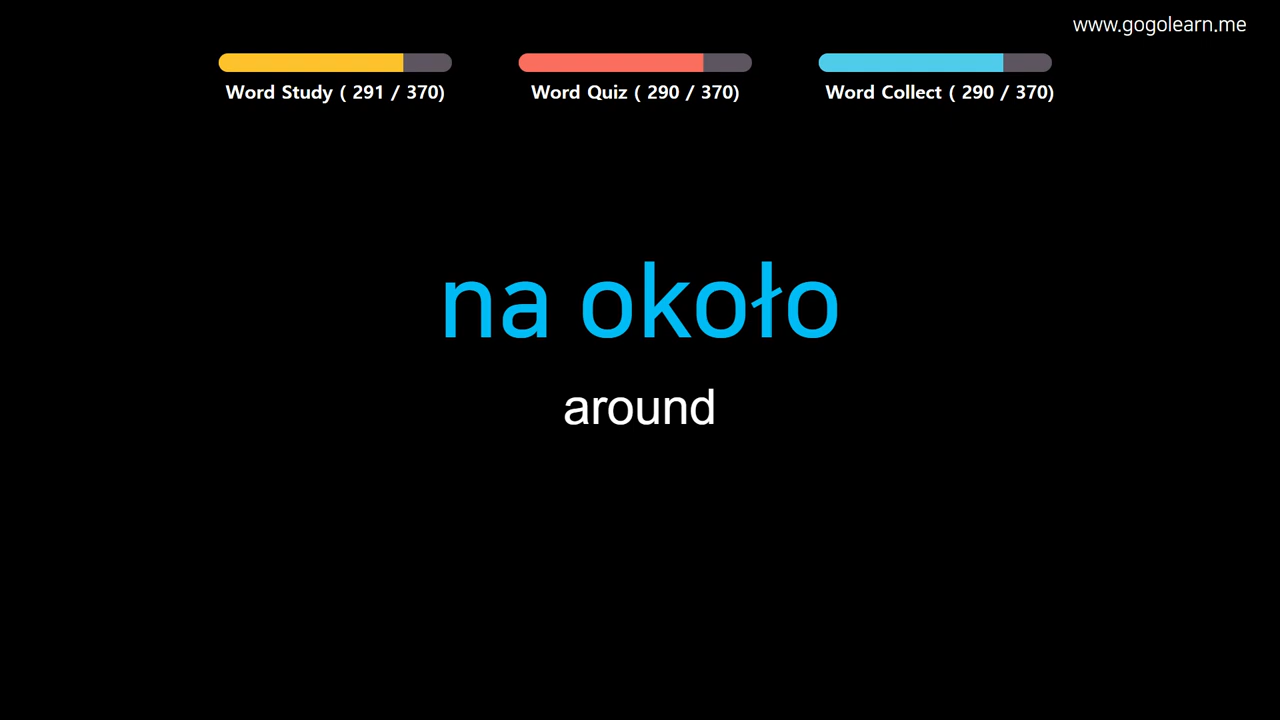 www.gogolearn.me
Word Study ( 291 / 370)
Word Quiz ( 290 / 370)
Word Collect ( 290 / 370)
na około
around